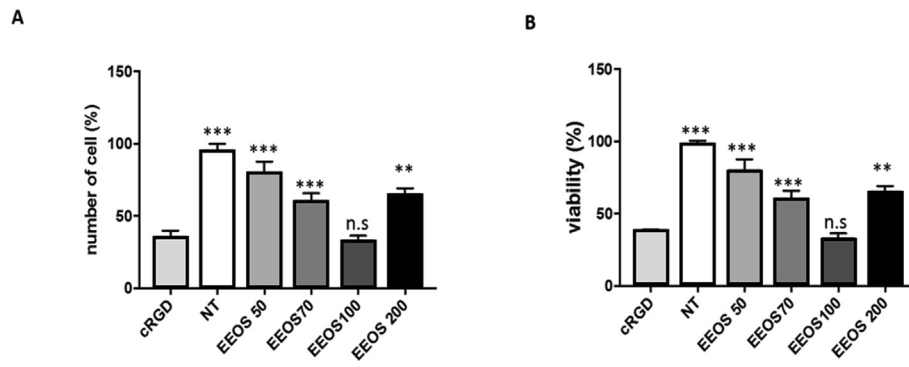 A
number of cell (%)
150
100
50
0
***
***
***
n.s
**
cRGD
NT
EEOS 50
EEOS70
EEOS100
EEOS 200
B
viability (%)
150
100
50
0
***
***
***
n.s
**
cRGD
NT
EEOS 50
EEOS70
EEOS100
EEOS 200